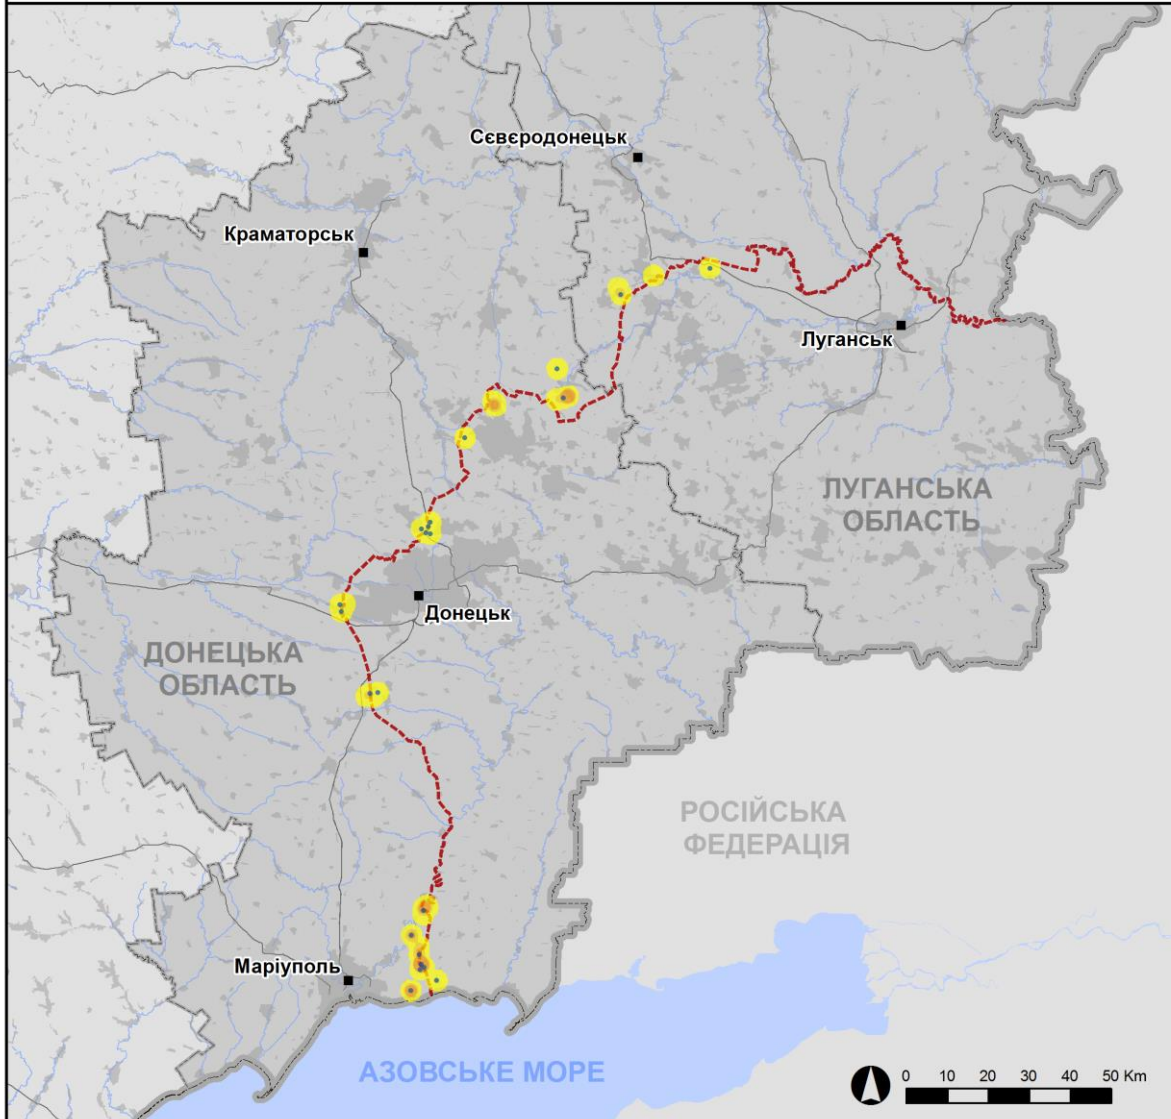 Сєвєродонецьк
Краматорськ
Луганськ
ЛУГАНСЬКА
ОБЛАСТЬ
Донецьк
ДОНЕЦЬКА
ОБЛАСТЬ
РОСІЙСЬКА
ФЕДЕРАЦІЯ
Маріуполь
АЗОВСЬКЕ МОРЕ
0 10 20 30 40 50 Km